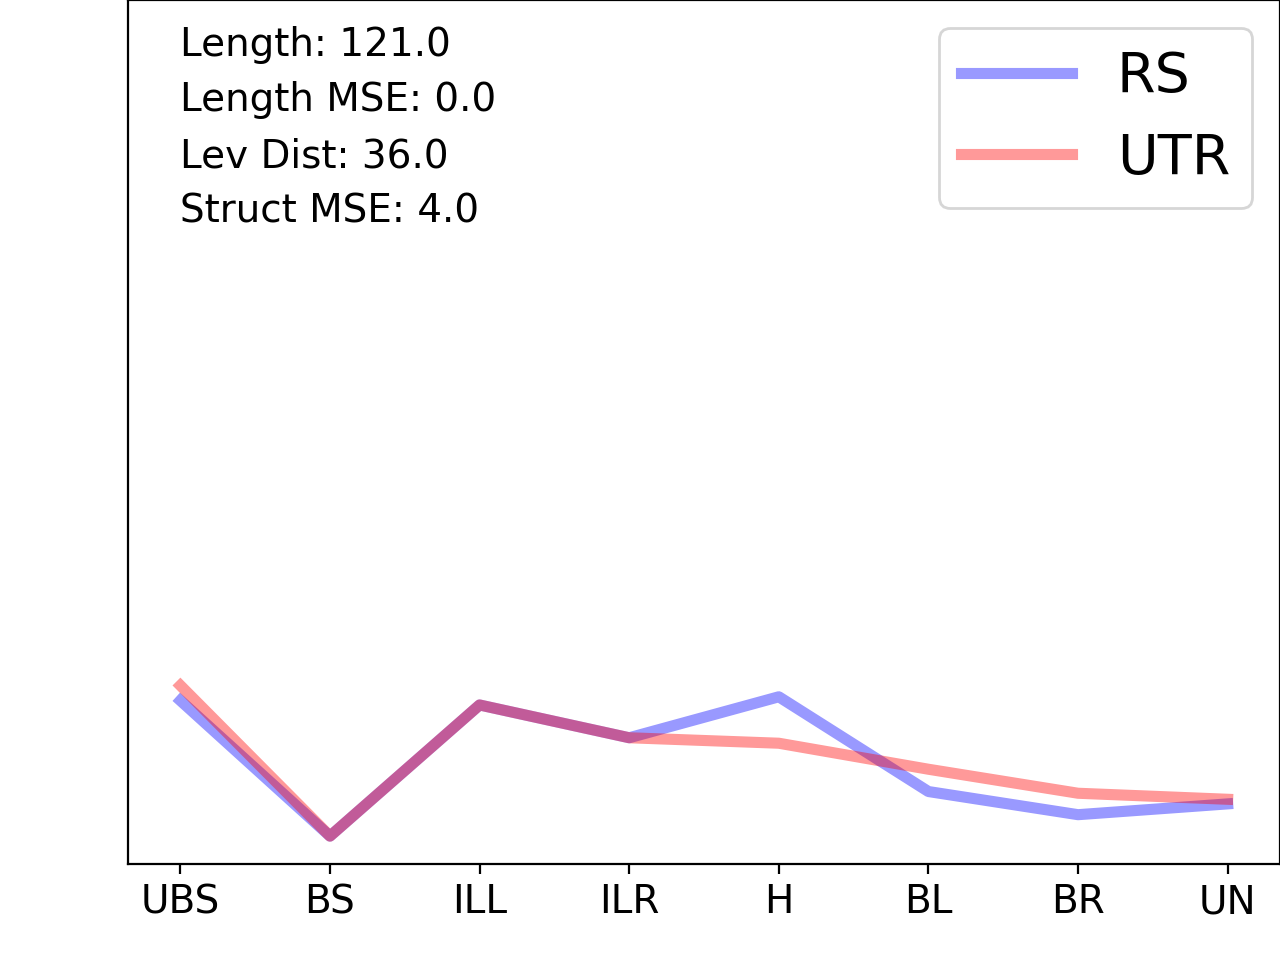 Length: 121.0
Length MSE: 0.0
Lev Dist: 36.0
Struct MSE: 4.0
RS
UTR
UBS BS ILL ILR H BL BR UN